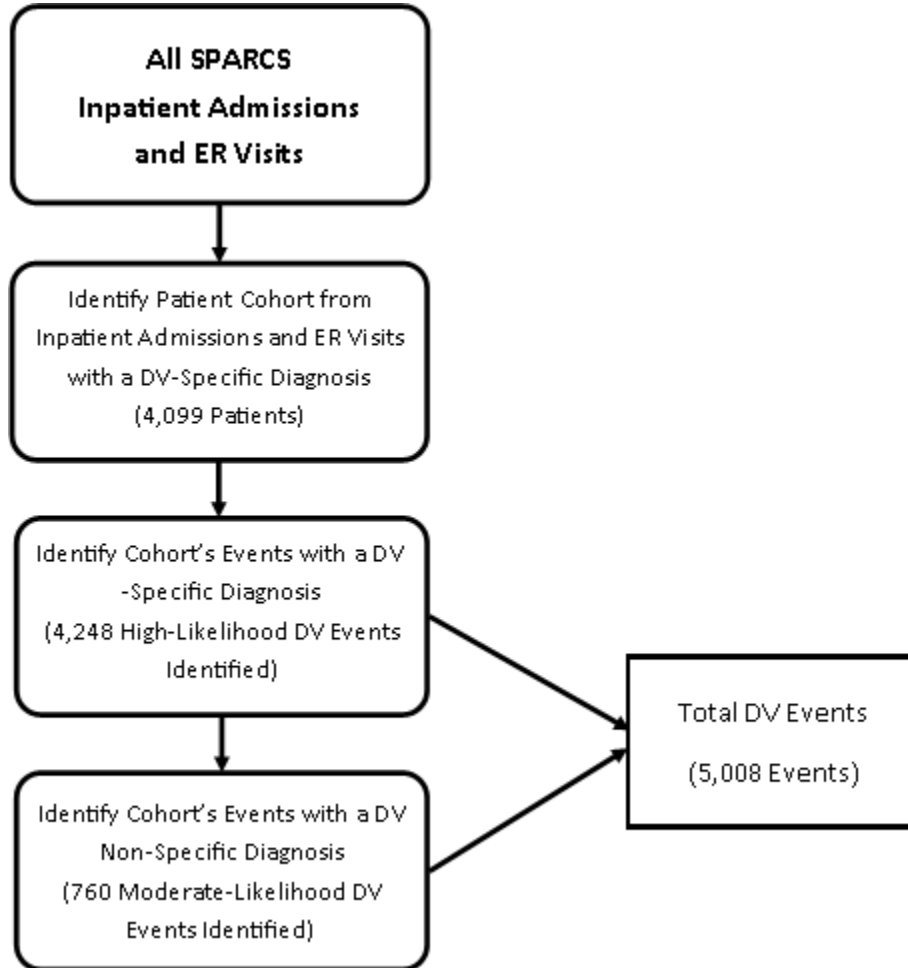 All SPARCS
Inpatient Admissions
and ER Visits
Identify Patient Cohort from
Inpatient Admissions and ER Visits
with a DV-Specific Diagnosis
(4,099 Patients)
Identify Cohort's Events with a DV
-Specific Diagnosis
(4,248 High-Likelihood DV Events
Identified)
Total DV Events
(5,008 Events)
Identify Cohort's Events with a DV
Non-Specific Diagnosis
(760 Moderate-Likelihood DV
Events Identified)